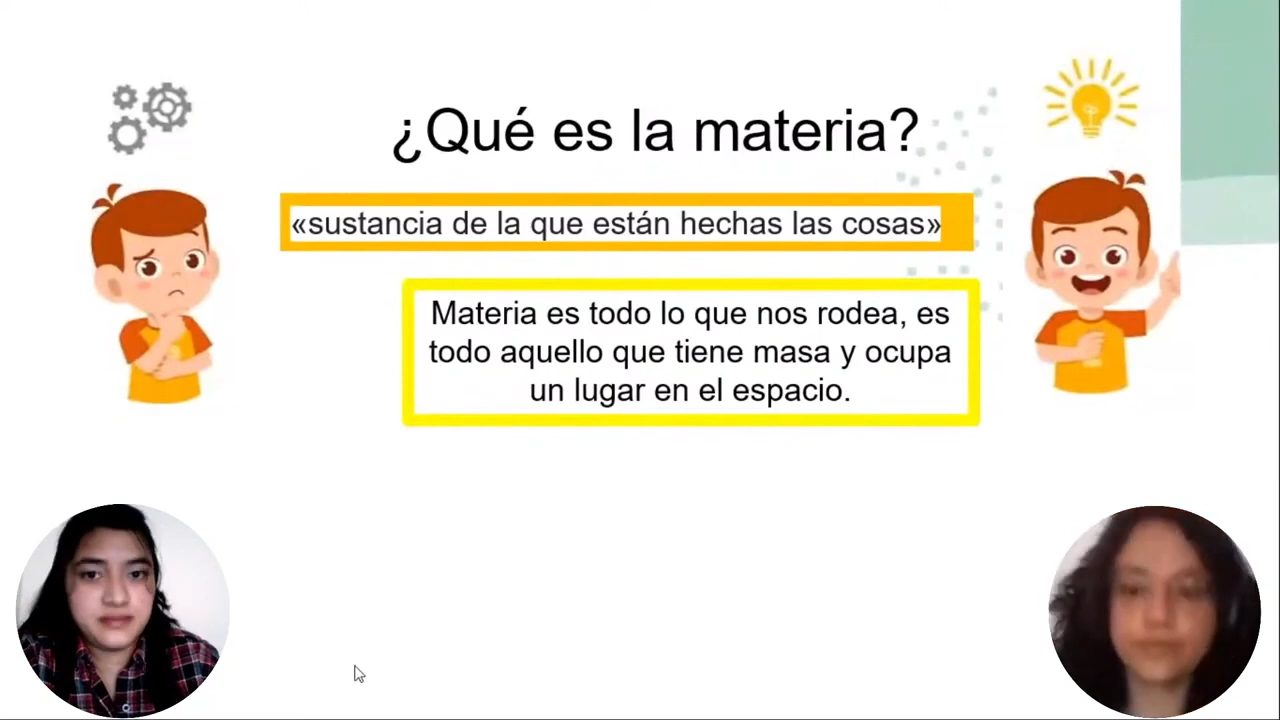 ¿Qué es la materia?
«sustancia de la que están hechas las cosas»
Materia es todo lo que nos rodea, es
todo aquello que tiene masa y ocupa
un lugar en el espacio.